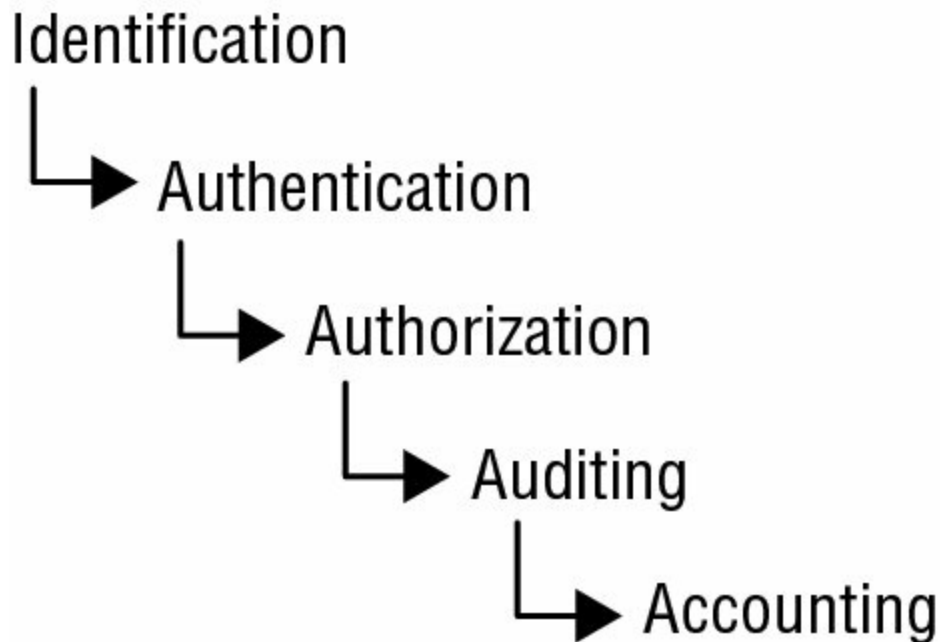 Identification
Authentication
Authorization
Auditing
Accounting